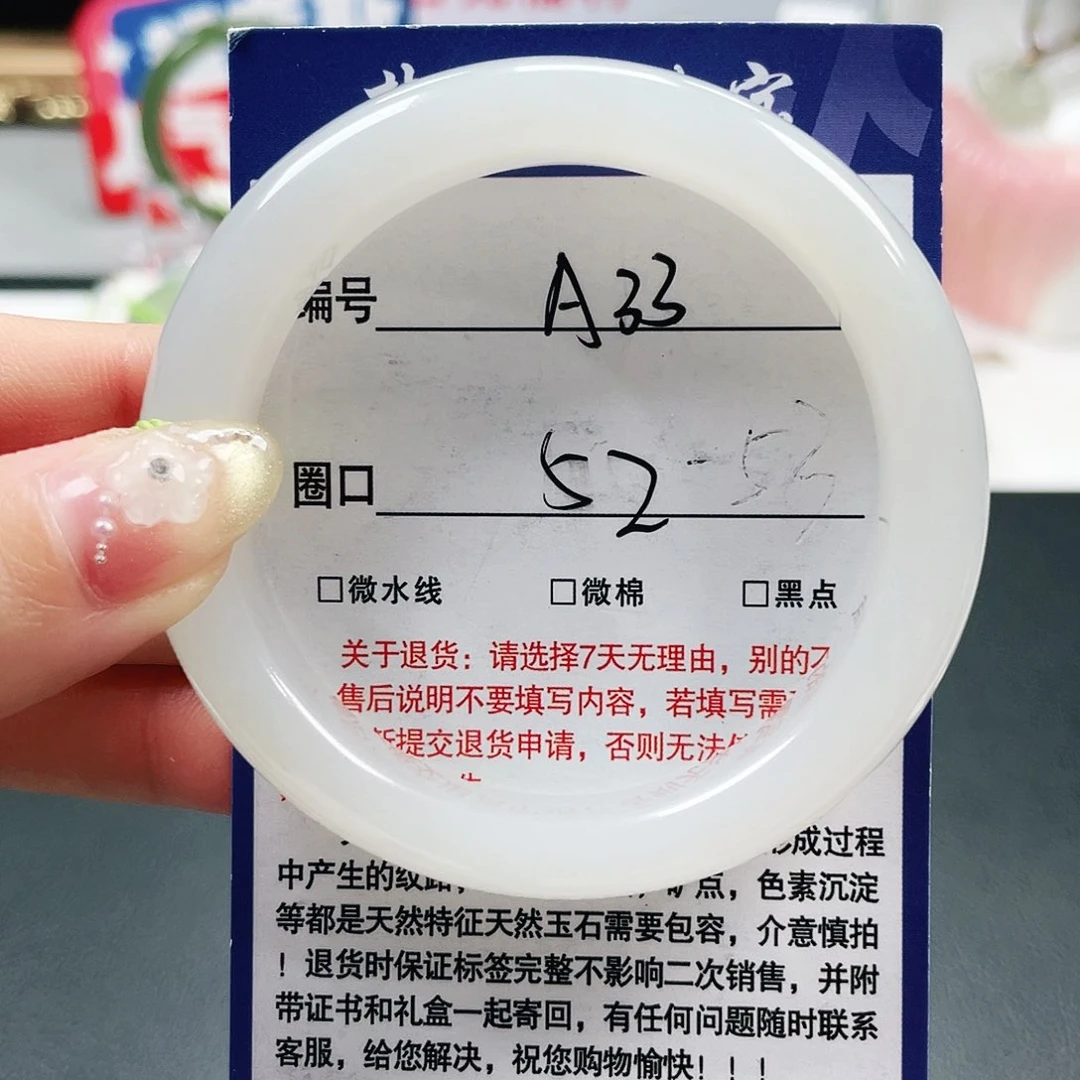 编号 A33
圈口 52 -53
□微水线 □微棉 □黑点
关于退货：请选择7天无理由，别的
售后说明不要填写内容，若填写需
提交退货申请，否则无法
形成过程
中产生的纹路， 矿点，色素沉淀
等都是天然特征天然玉石需要包容，介意慎拍
！退货时保证标签完整不影响二次销售，并附
带证书和礼盒一起寄回，有任何问题随时联系
客服，给您解决，祝您购物愉快！！！